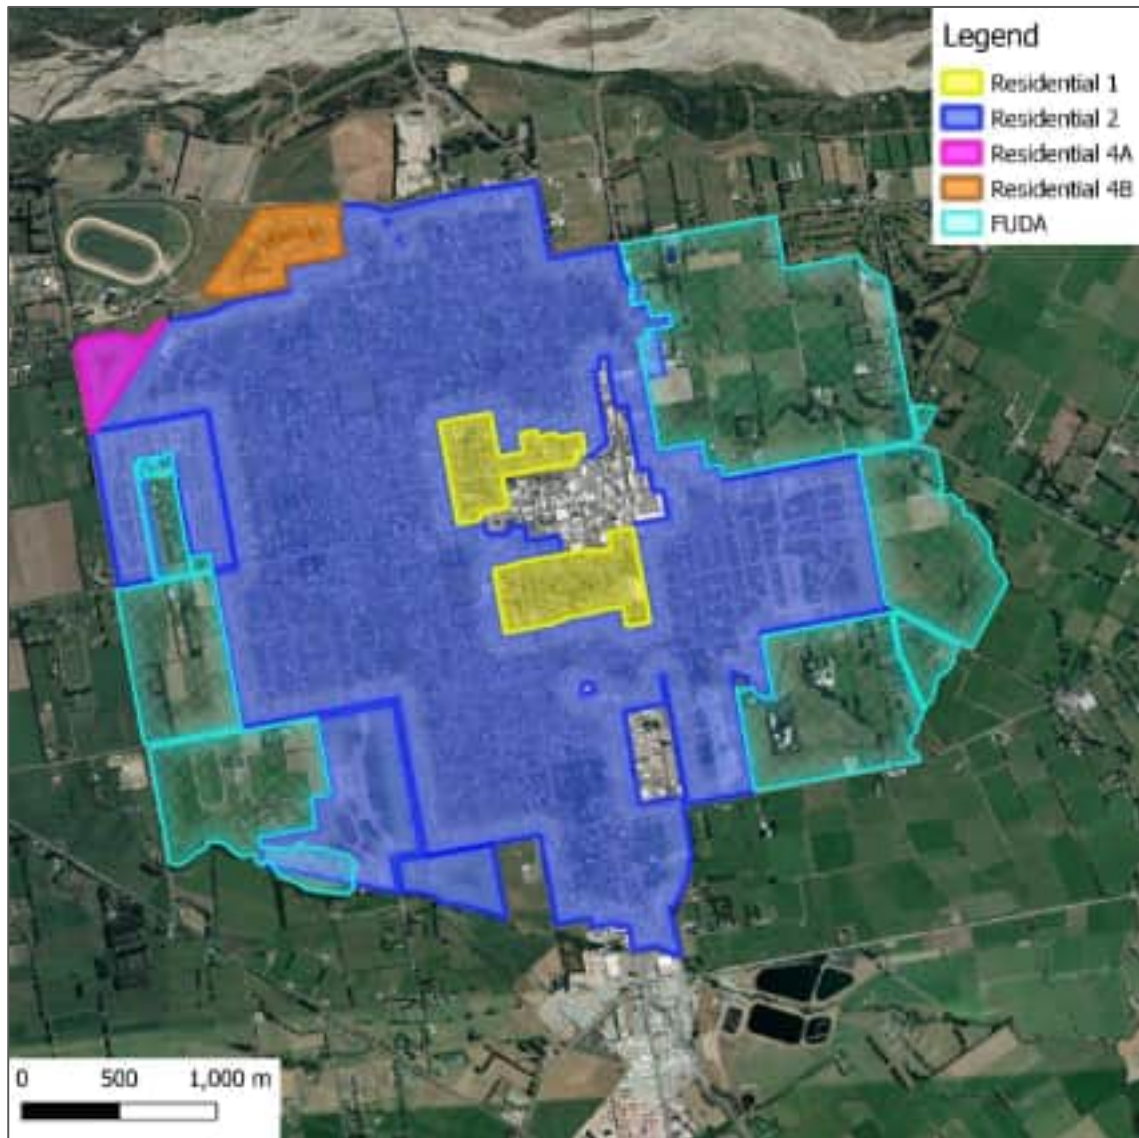 Legend
Residential 1
Residential 2
Residential 4A
Residential 4B
FUDA
0 500 1,000 m